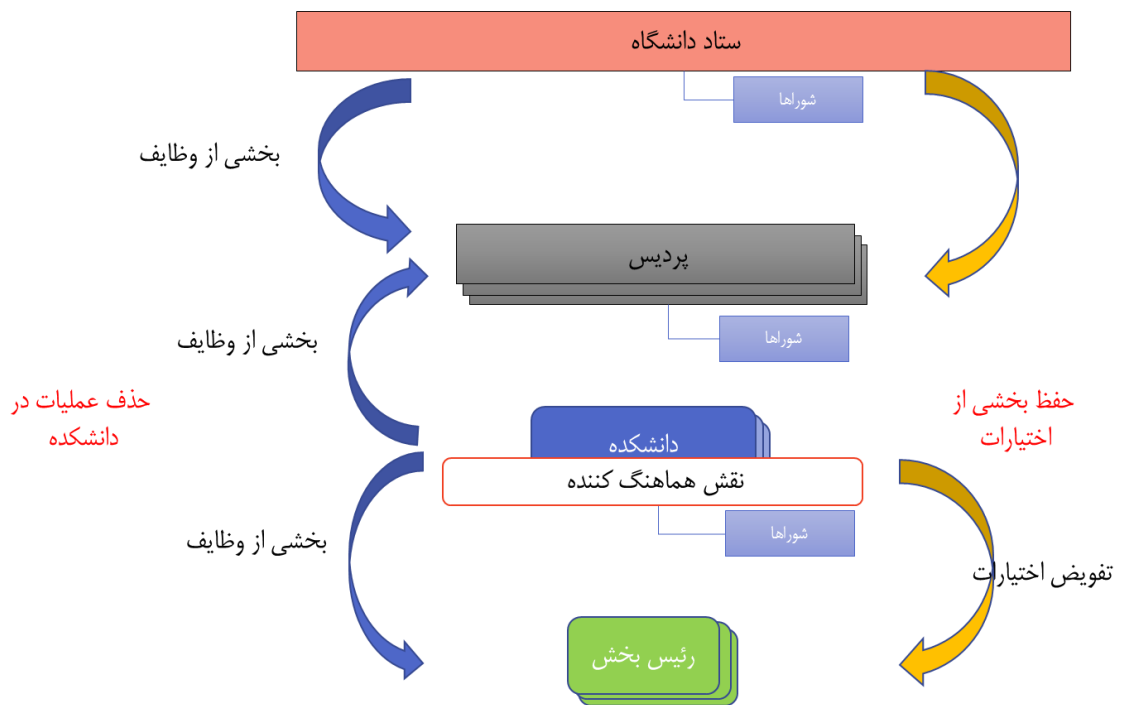 ستاد دانشگاه
شوراها
بخشی از وظایف
پردیس
شوراها
بخشی از وظایف
حفظ بخشی از
اختیارات
حذف عملیات در
دانشکده
دانشکده
نقش هماهنگ کننده
شوراها
بخشی از وظایف
تفویض اختیارات
رئیس بخش